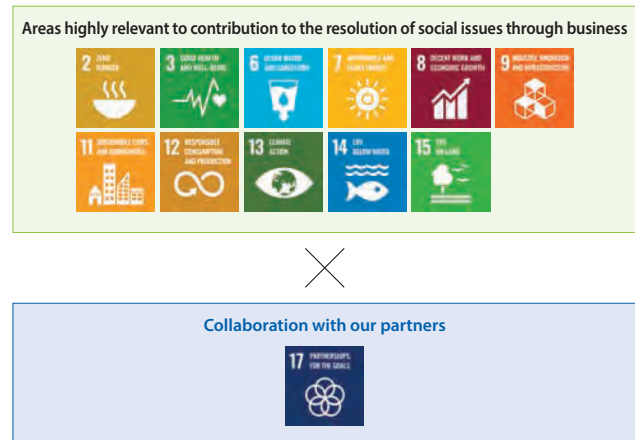 Areas highly relevant to contribution to the resolution of social issues through business
2 ZERO
HUNGER
3 GOOD HEALTH
AND WELL-BEING
6 CLEAN WATER
AND SANITATION
7 AFFORDABLE AND
CLEAN ENERGY
8 DECENT WORK AND
ECONOMIC GROWTH
9 INDUSTRY, INNOVATION
AND INFRASTRUCTURE
11 SUSTAINABLE CITIES
AND COMMUNITIES
12 RESPONSIBLE
CONSUMPTION
AND PRODUCTION
13 CLIMATE
ACTION
14 LIFE
BELOW WATER
15 LIFE
ON LAND
Collaboration with our partners
17 PARTNERSHIPS
FOR THE GOALS